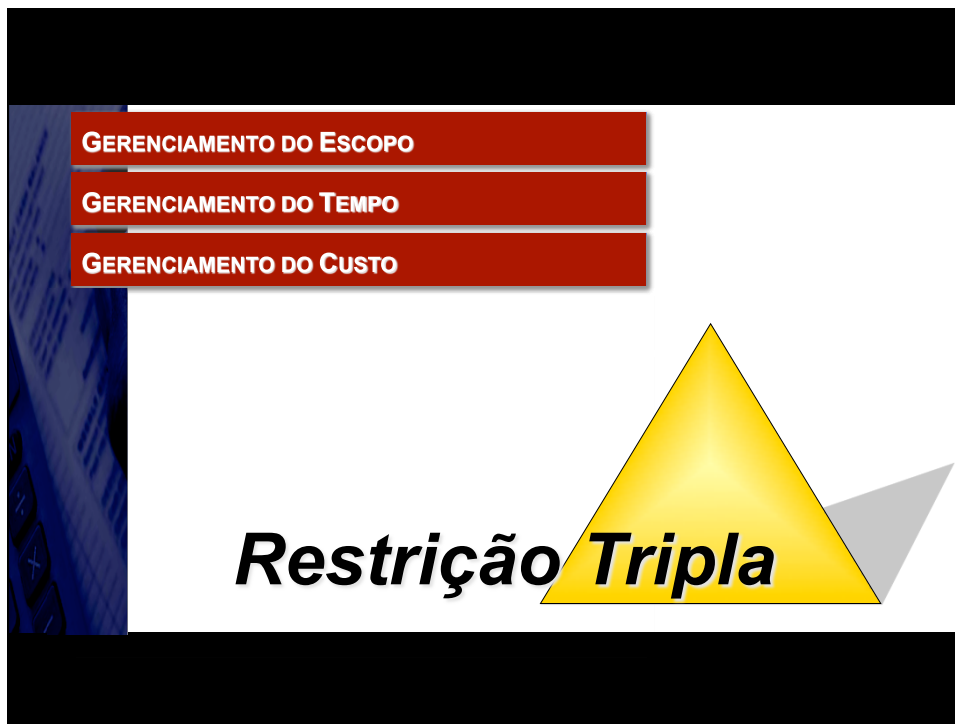 GERENCIAMENTO DO ESCOPO
GERENCIAMENTO DO TEMPO
GERENCIAMENTO DO CUSTO
Restrição Tripla